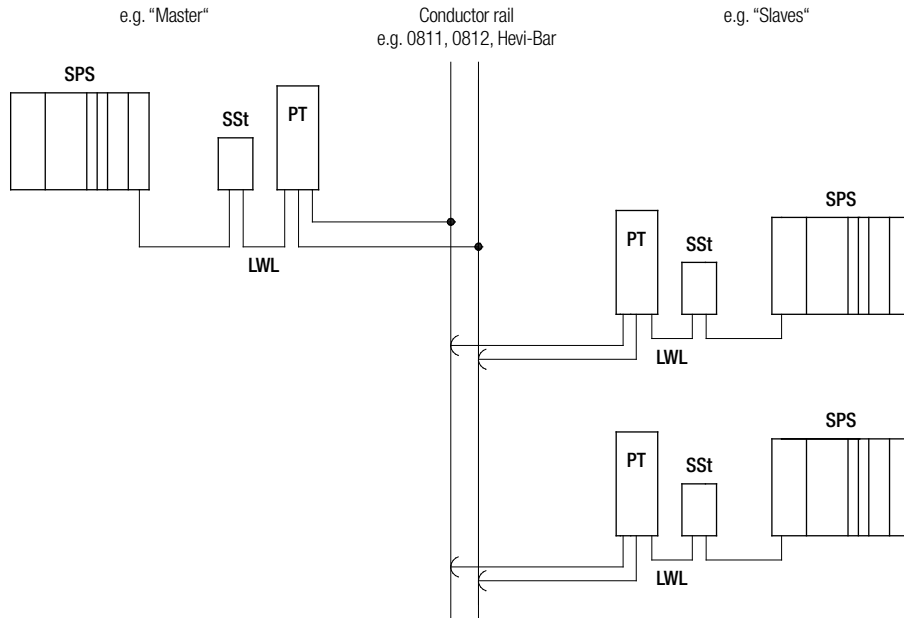 e.g. “Master“
Conductor rail
e.g. 0811, 0812, Hevi-Bar
e.g. “Slaves“
SPS
SSt
PT
LWL
SPS
PT
SSt
LWL
SPS
PT
SSt
LWL